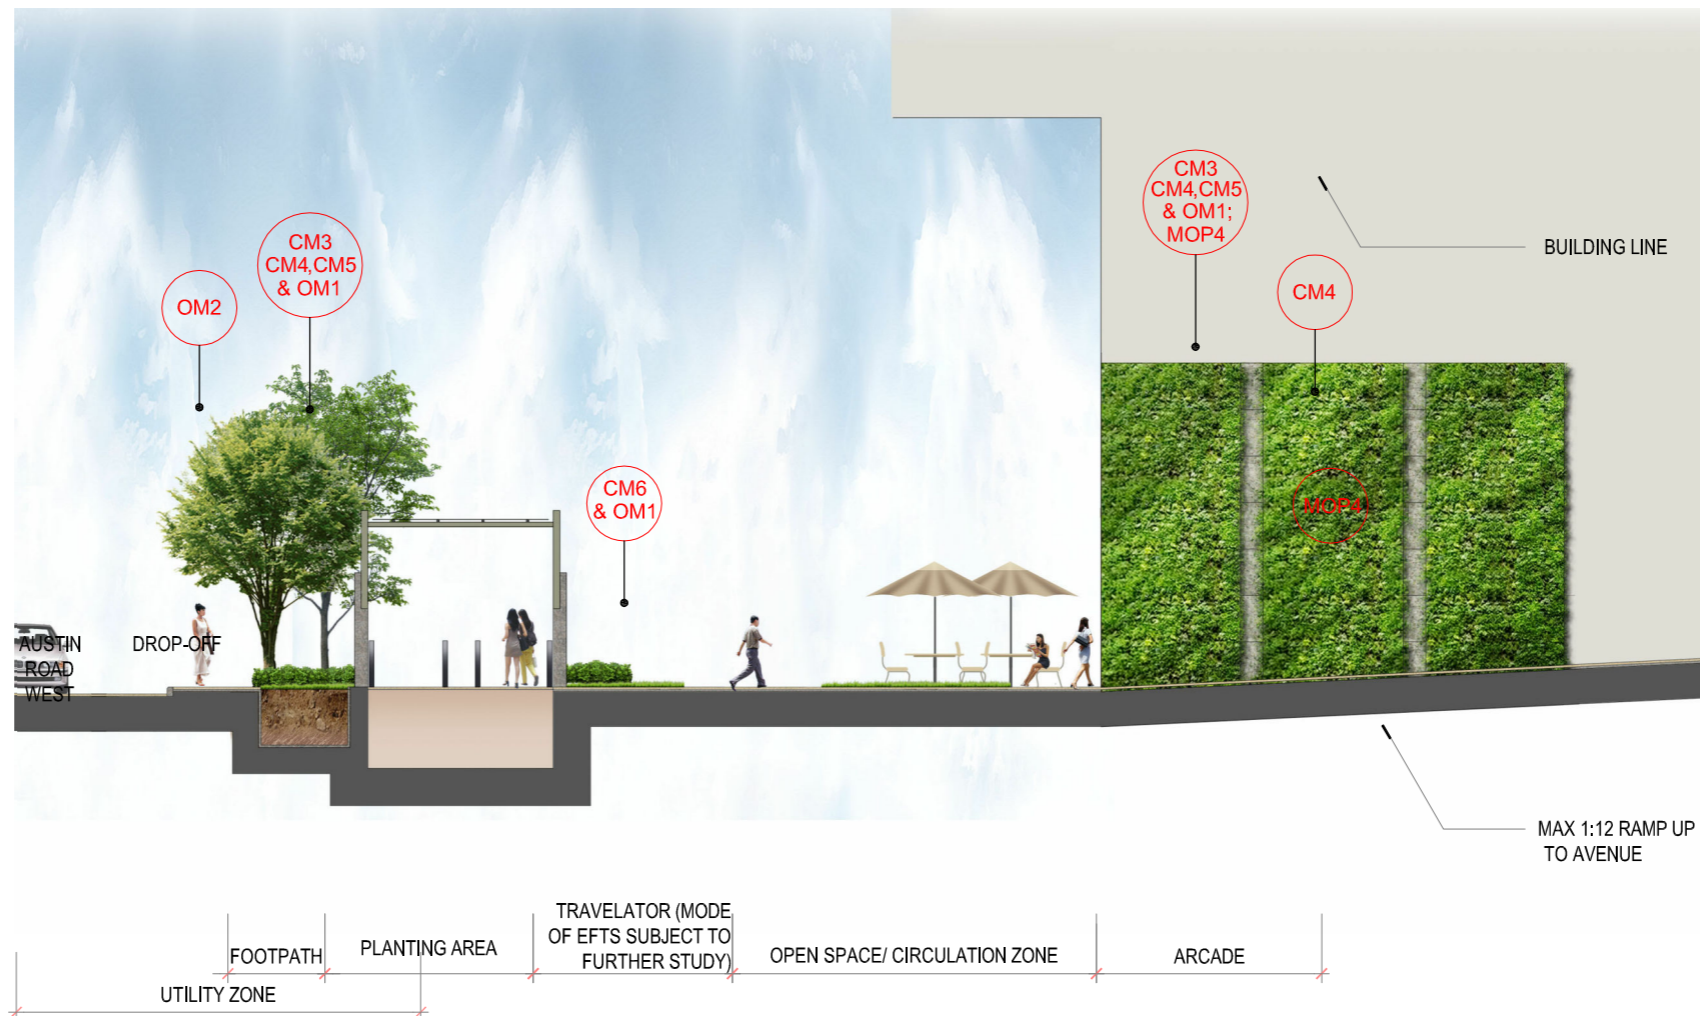 CM3
CM4,CM5
& OM1;
MOP4
CM3
CM4,CM5
& OM1
OM2
CM4
BUILDING LINE
CM6
& OM1
MOP4
AUSTIN
ROAD
WEST
DROP-OFF
MAX 1:12 RAMP UP
TO AVENUE
FOOTPATH
PLANTING AREA
TRAVELATOR (MODE
OF EFTS SUBJECT TO
FURTHER STUDY)
OPEN SPACE/ CIRCULATION ZONE
ARCADE
UTILITY ZONE